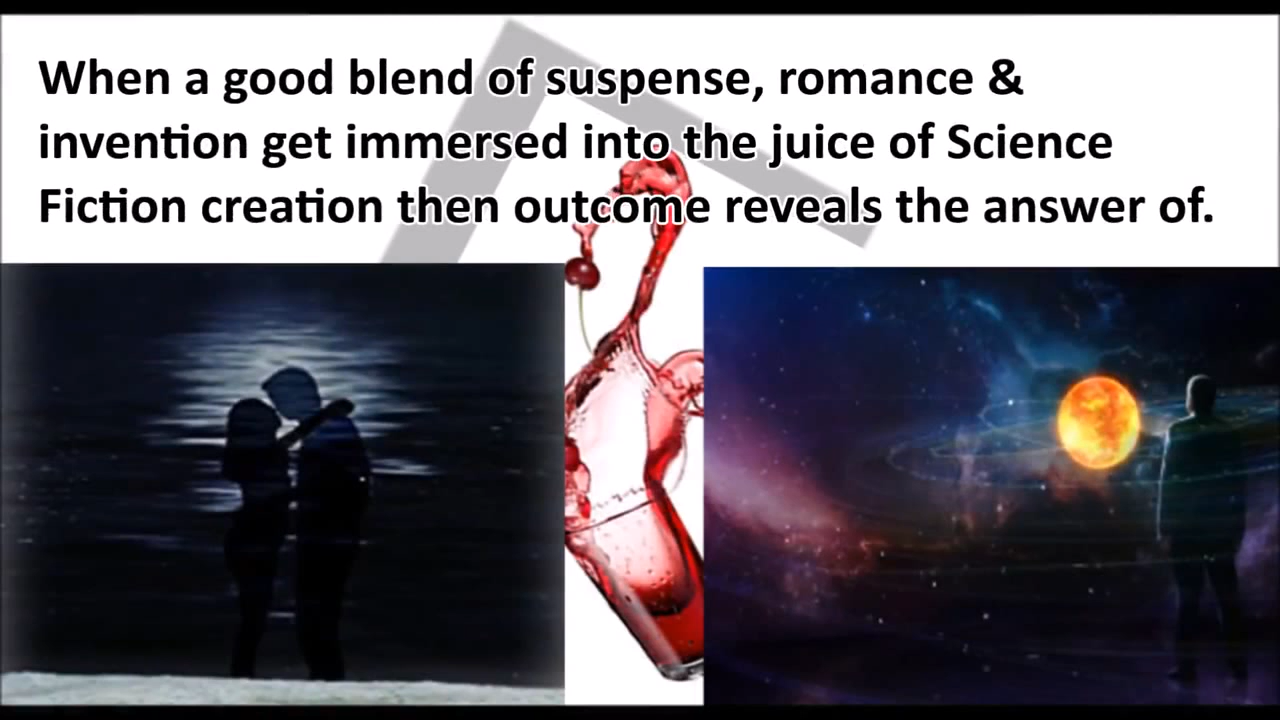 When a good blend of suspense, romance &
invention get immersed into the juice of Science
Fiction creation then outcome reveals the answer of.